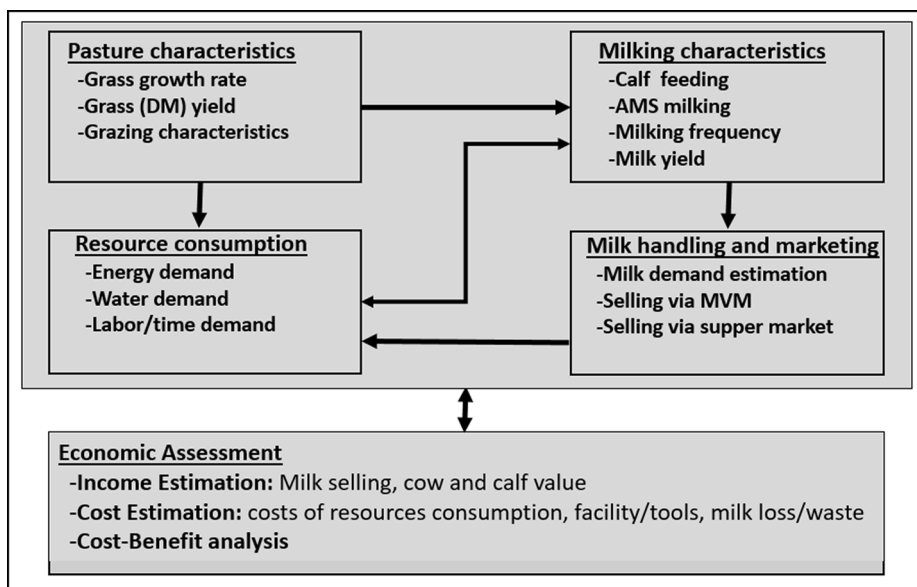 Pasture characteristics
-Grass growth rate
-Grass (DM) yield
-Grazing characteristics
Milking characteristics
-Calf feeding
-AMS milking
-Milking frequency
-Milk yield
Resource consumption
-Energy demand
-Water demand
-Labor/time demand
Milk handling and marketing
-Milk demand estimation
-Selling via MVM
-Selling via supper market
Economic Assessment
-Income Estimation: Milk selling, cow and calf value
-Cost Estimation: costs of resources consumption, facility/tools, milk loss/waste
-Cost-Benefit analysis